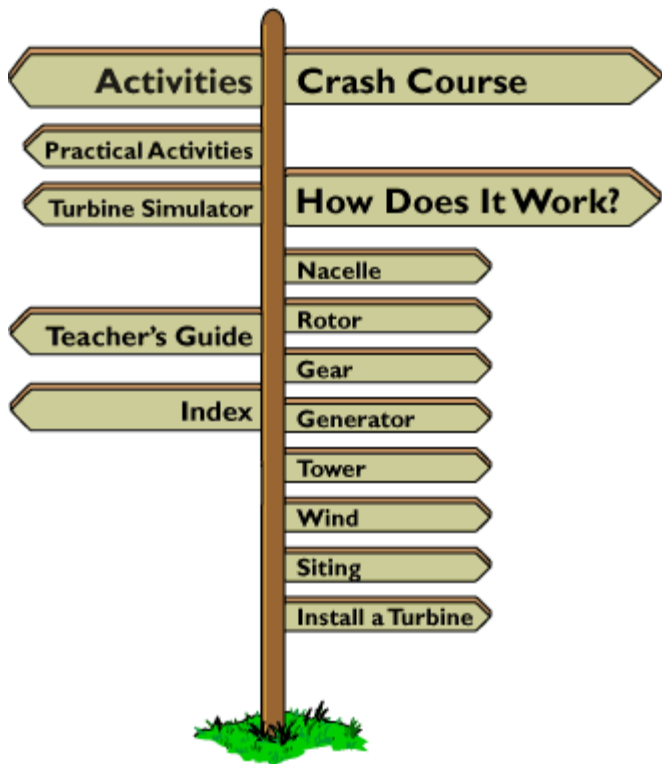 Activities
Practical Activities
Turbine Simulator
Teacher's Guide
Index
Crash Course
How Does It Work?
Nacelle
Rotor
Gear
Generator
Tower
Wind
Siting
Install a Turbine